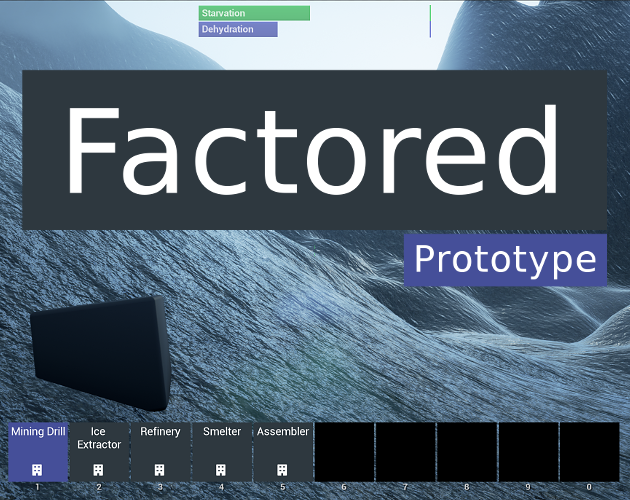 Starvation
Dehydration
Factored
Prototype
Mining Drill
Ice
Extractor
Refinery
Smelter
Assembler
1 2 3 4 5 6 7 8 9 0